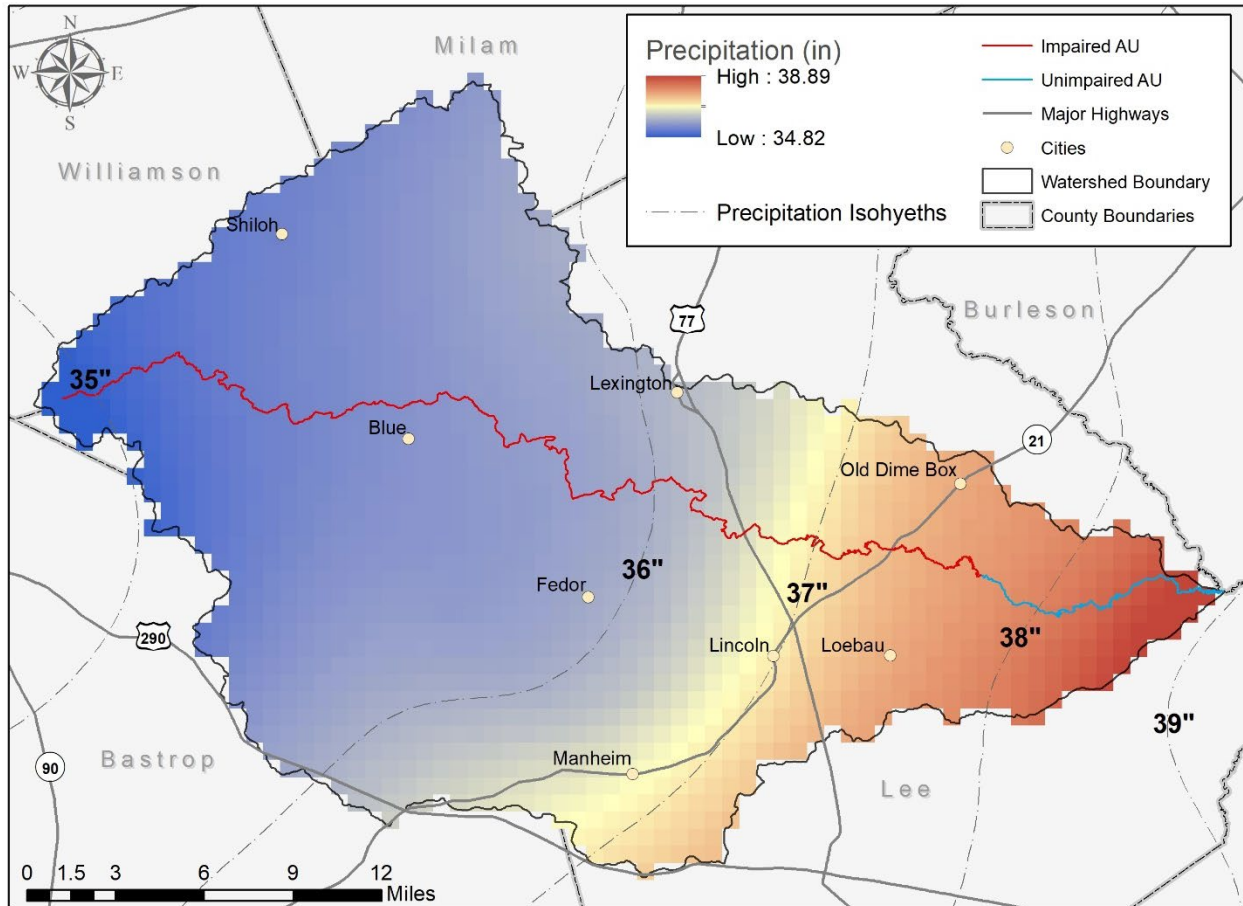 N
W E
S
Milam
Williamson
Burleson
Bastrop
Lee
Precipitation (in)
High : 38.89
Low : 34.82
Precipitation Isohyeths
Impaired AU
Unimpaired AU
Major Highways
Cities
Watershed Boundary
County Boundaries
Shiloh
77
35"
Lexington
Blue
21
Old Dime Box
36"
Fedor
37"
290
Lincoln
Loebau
38"
39"
Manheim
90
0 1.5 3 6 9 12
Miles